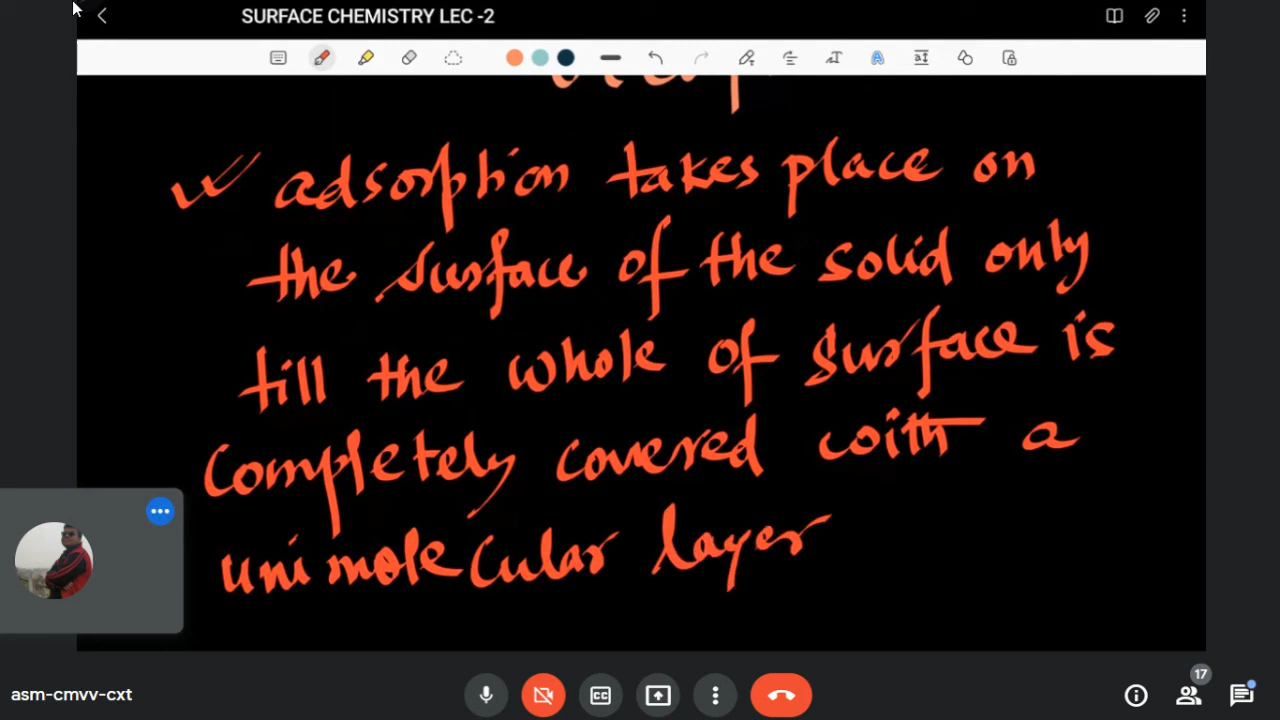 SURFACE CHEMISTRY LEC -2
adsorption takes place on
the surface of the solid only
till the whole of surface is
completely covered with a
unimolecular layer
17
asm-cmvv-cxt